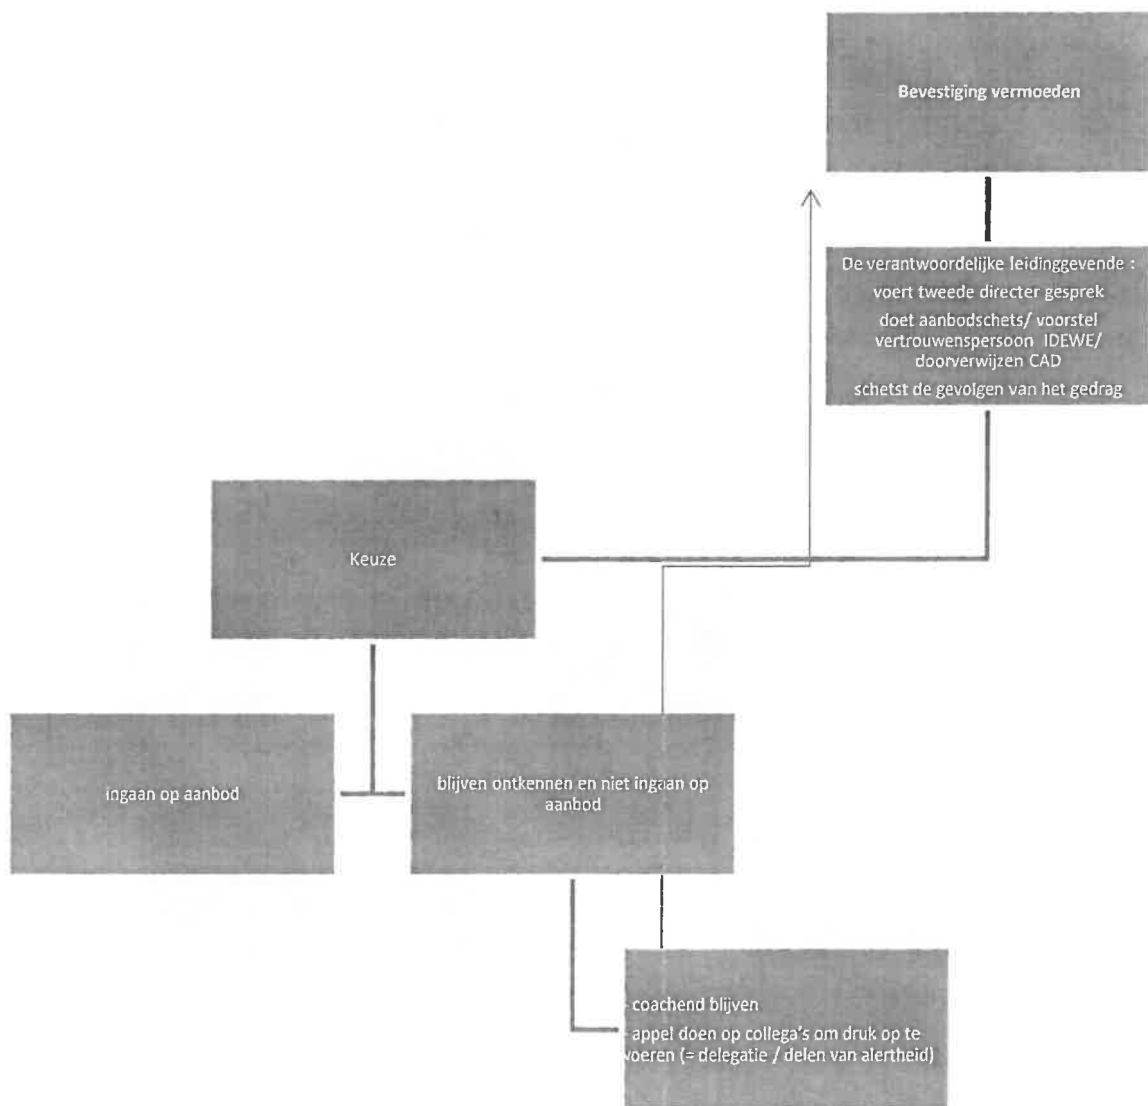 Bevestiging vermoeden
De verantwoordelijke leidinggevende :
voert tweede directer gesprek
doet aanbodschets/ voorstel
vertrouwenspersoon IDEWE/
doorverwijzen CAD
schetst de gevolgen van het gedrag
Keuze
ingaan op aanbod
blijven ontkennen en niet ingaan op
aanbod
- coachend blijven
- appel doen op collega's om druk op te
voeren (= delegatie / delen van alertheid)